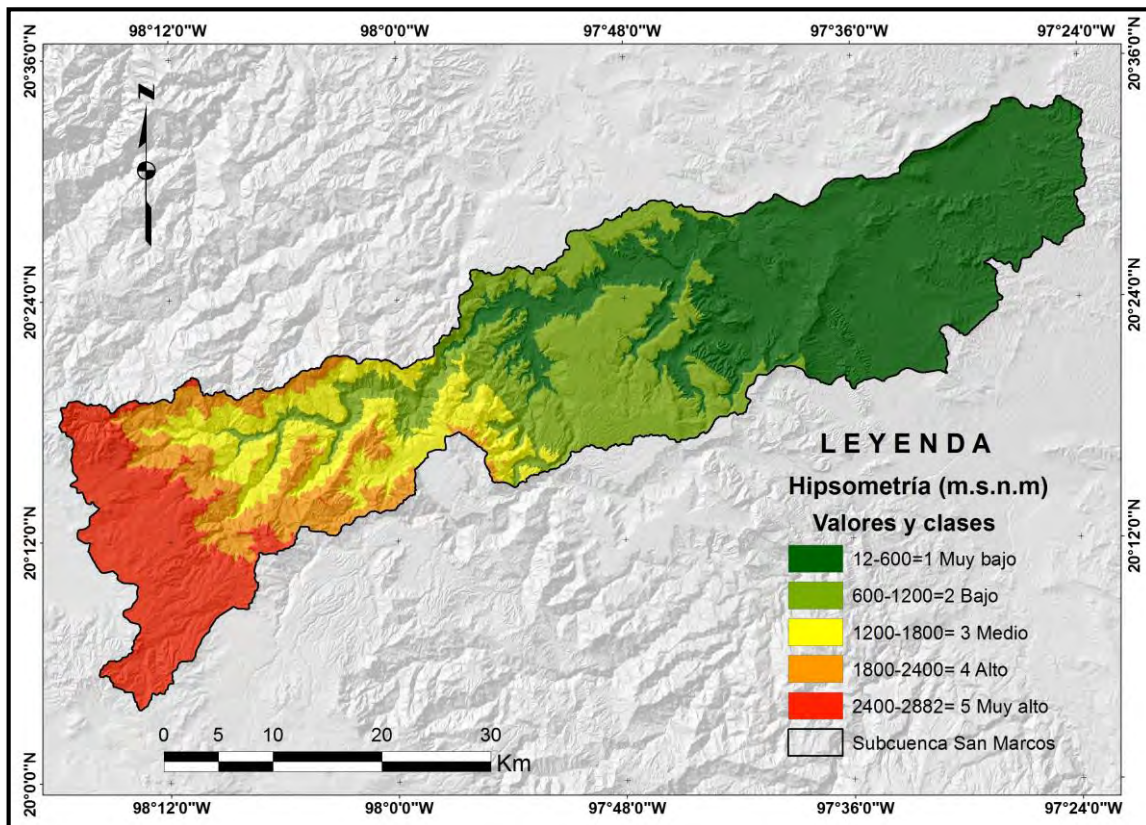 98°12'0"W 98°0'0"W 97°48'0"W 97°36'0"W 97°24'0"W
20°36'0"N 20°36'0"N
N
20°24'0"N 20°24'0"N
20°12'0"N 20°12'0"N
20°0'0"N 20°0'0"N
LEYENDA
Hipsometría (m.s.n.m)
Valores y clases
12-600=1 Muy bajo
600-1200=2 Bajo
1200-1800= 3 Medio
1800-2400= 4 Alto
2400-2882= 5 Muy alto
Subcuenca San Marcos
0 5 10 20 30
Km
98°12'0"W 98°0'0"W 97°48'0"W 97°36'0"W 97°24'0"W